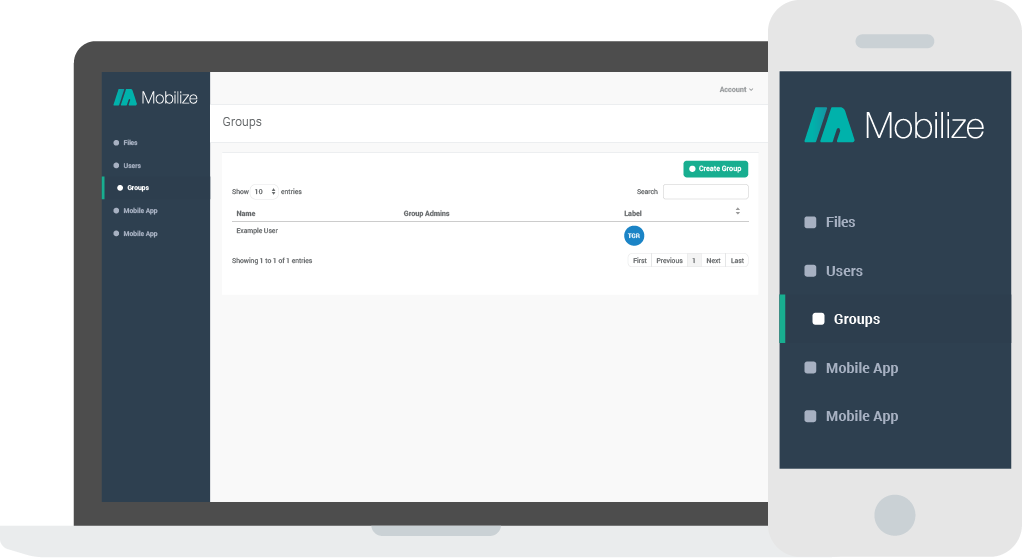 Mobilize
Account
Groups
Files
Users
Groups
Mobile App
Mobile App
Create Group
Show 10 entries
Search
Name Group Admins Label
Example User TGR
Showing 1 to 1 of 1 entries
First Previous 1 Next Last
Mobilize
Files
Users
Groups
Mobile App
Mobile App